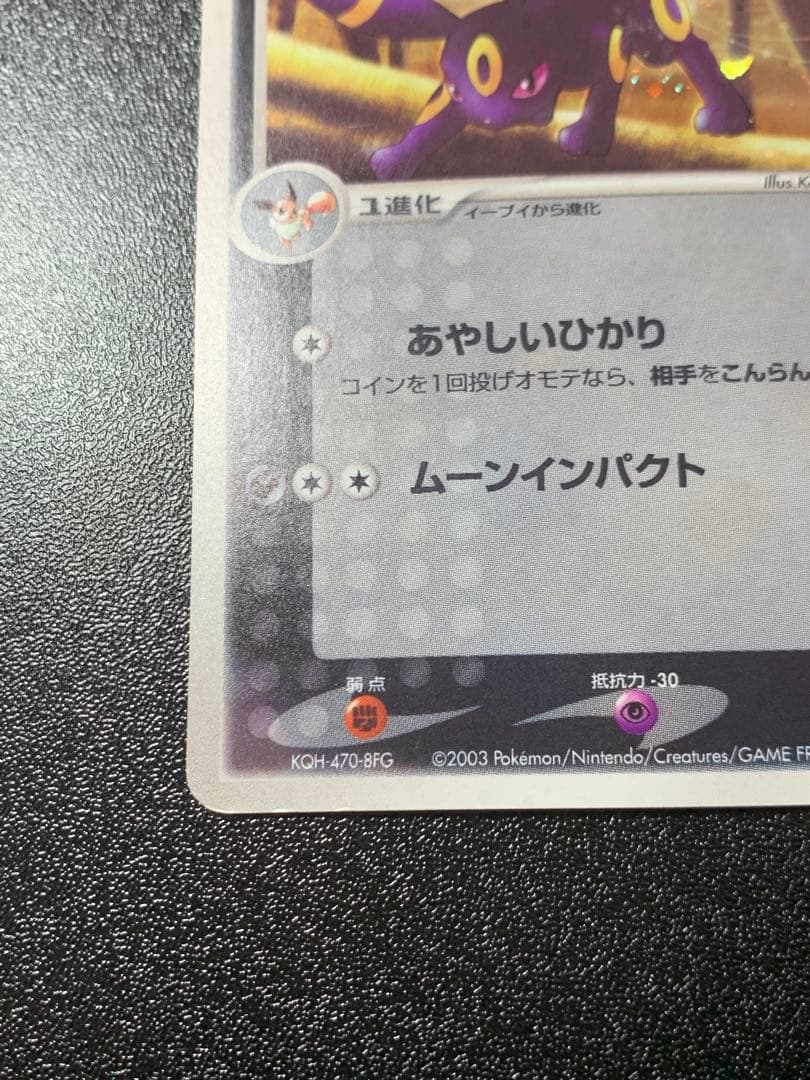 Illus.K
1進化
イーブイから進化
あやしいひかり
コインを1回投げオモテなら、相手をこんらん
ムーンインパクト
弱点
抵抗力 -30
KQH-470-8FG
©2003 Pokémon/Nintendo/Creatures/GAME FR